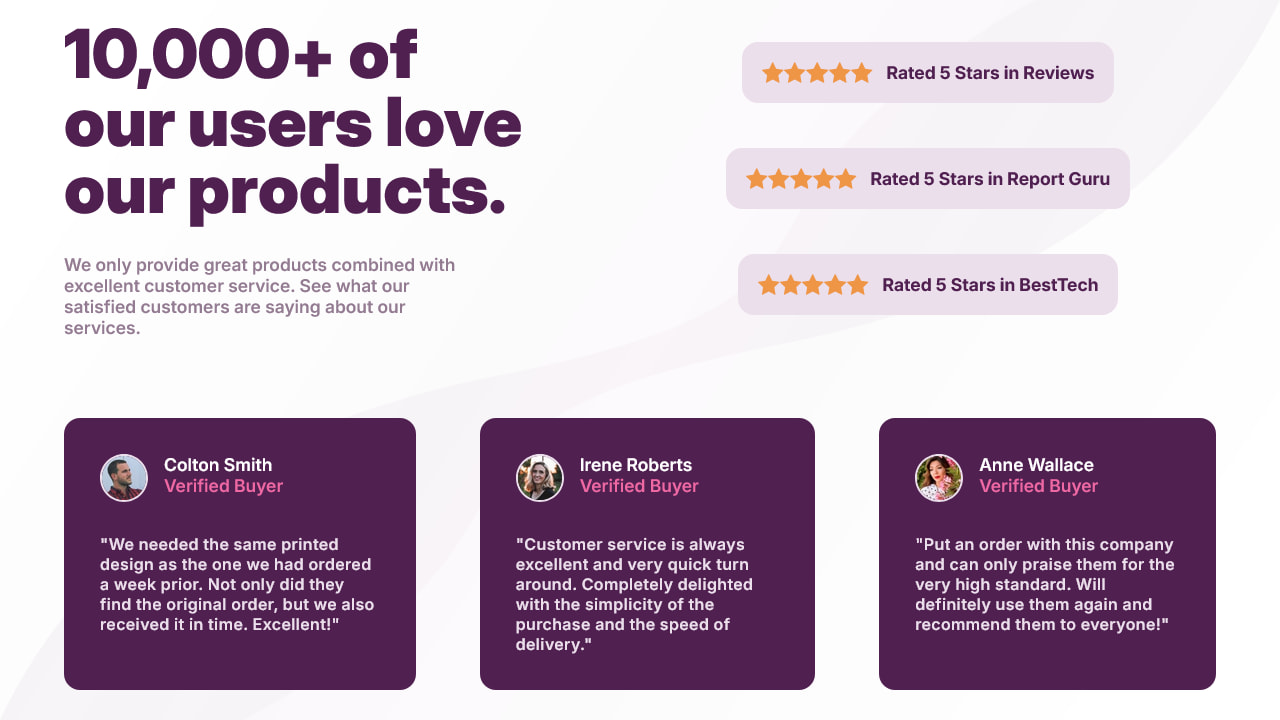 10,000+ of
our users love
our products.
We only provide great products combined with
excellent customer service. See what our
satisfied customers are saying about our
services.
Rated 5 Stars in Reviews
Rated 5 Stars in Report Guru
Rated 5 Stars in BestTech
Colton Smith
Verified Buyer
"We needed the same printed
design as the one we had ordered
a week prior. Not only did they
find the original order, but we also
received it in time. Excellent!"
Irene Roberts
Verified Buyer
"Customer service is always
excellent and very quick turn
around. Completely delighted
with the simplicity of the
purchase and the speed of
delivery."
Anne Wallace
Verified Buyer
"Put an order with this company
and can only praise them for the
very high standard. Will
definitely use them again and
recommend them to everyone!"